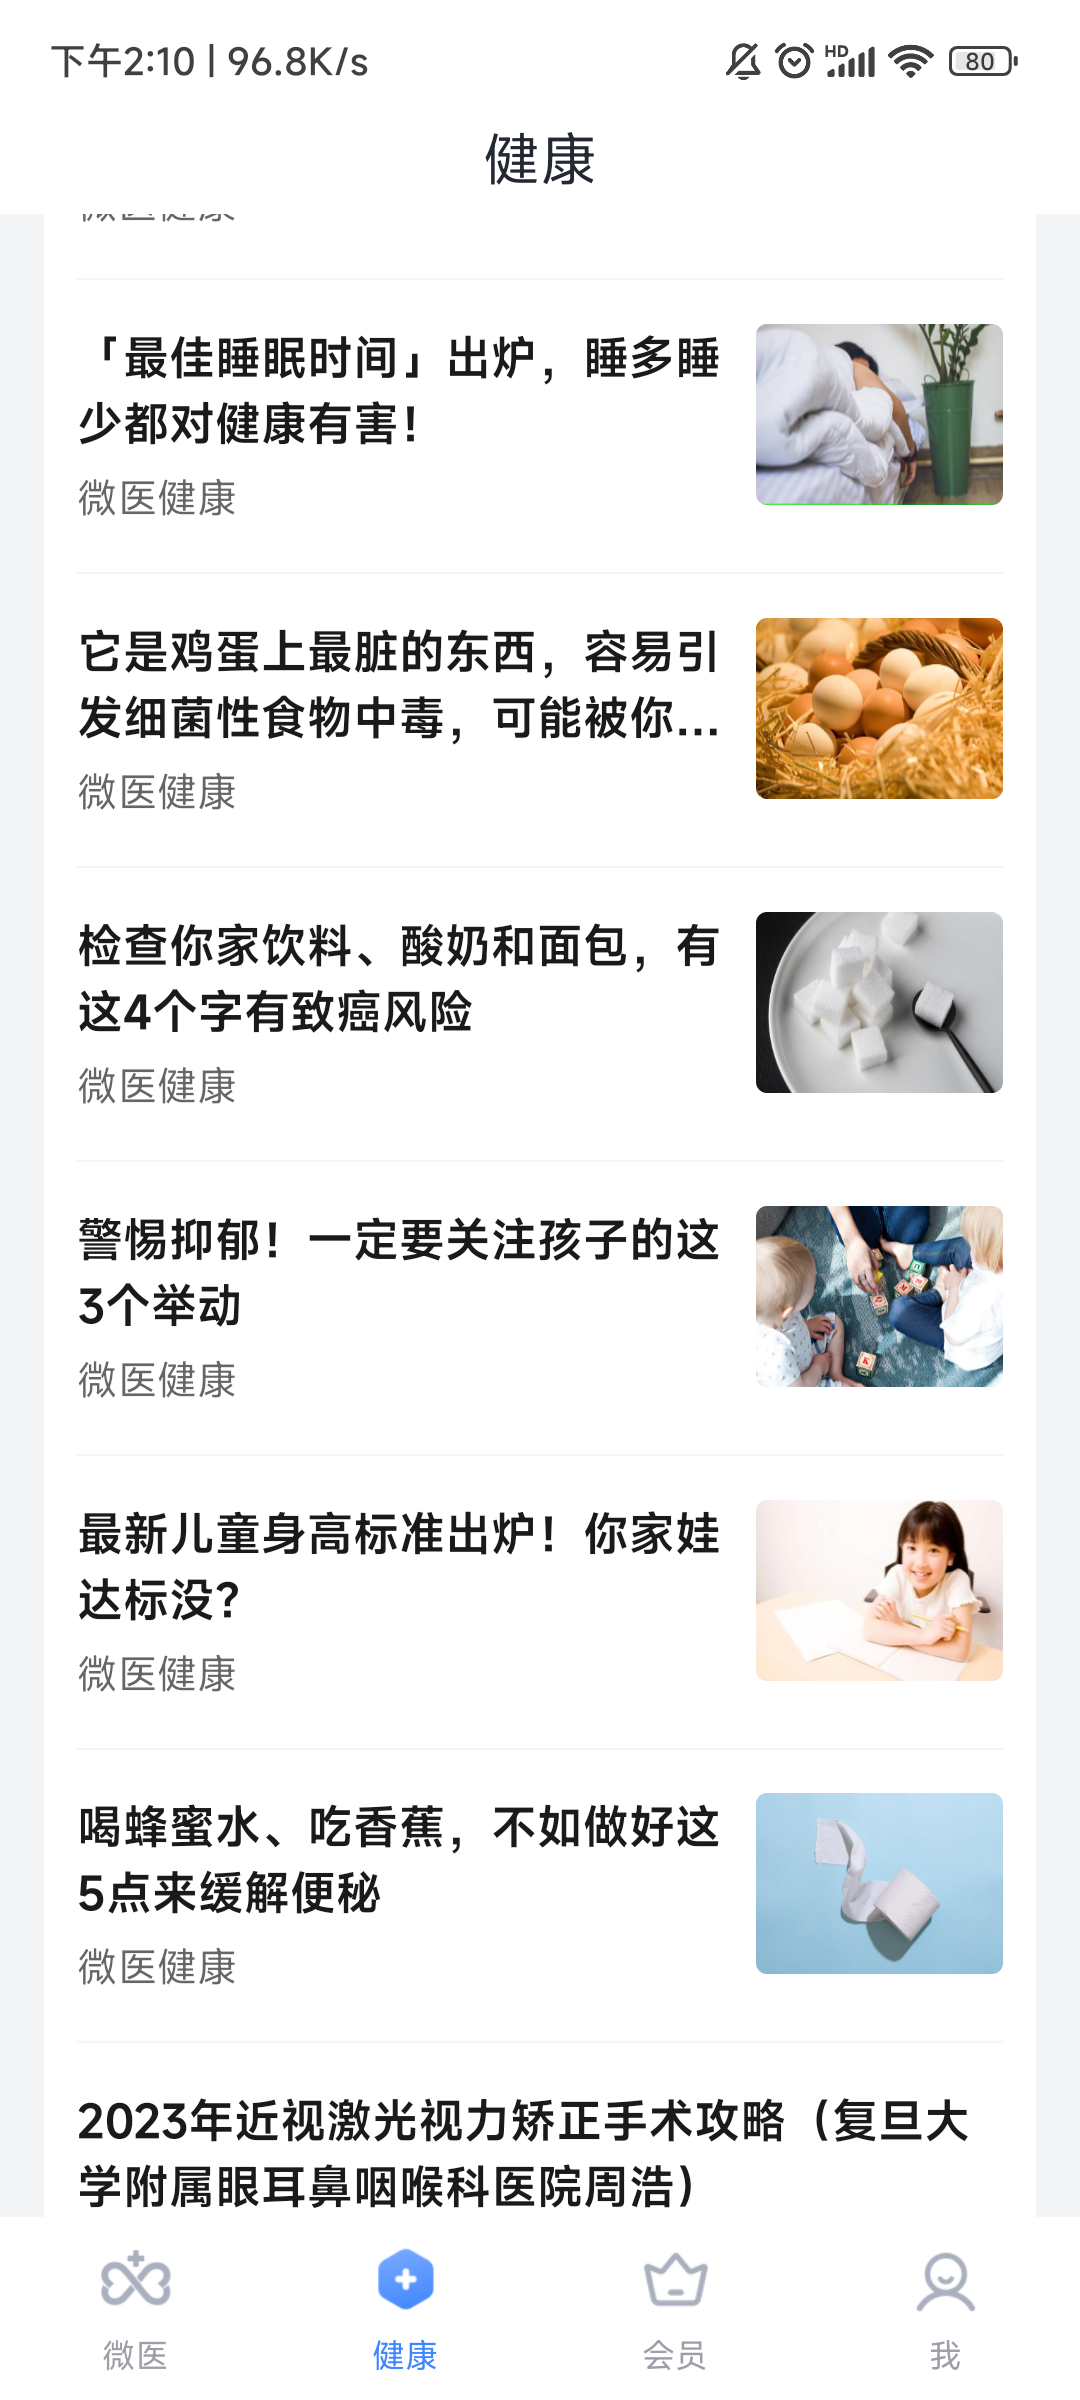 下午2:10 | 96.8K/s
HD
80
健康
微医健康
「最佳睡眠时间」出炉，睡多睡
少都对健康有害！
微医健康
它是鸡蛋上最脏的东西，容易引
发细菌性食物中毒，可能被你...
微医健康
检查你家饮料、酸奶和面包，有
这4个字有致癌风险
微医健康
警惕抑郁！一定要关注孩子的这
3个举动
微医健康
最新儿童身高标准出炉！你家娃
达标没？
微医健康
喝蜂蜜水、吃香蕉，不如做好这
5点来缓解便秘
微医健康
2023年近视激光视力矫正手术攻略（复旦大
学附属眼耳鼻咽喉科医院周浩）
微医
健康
会员
我